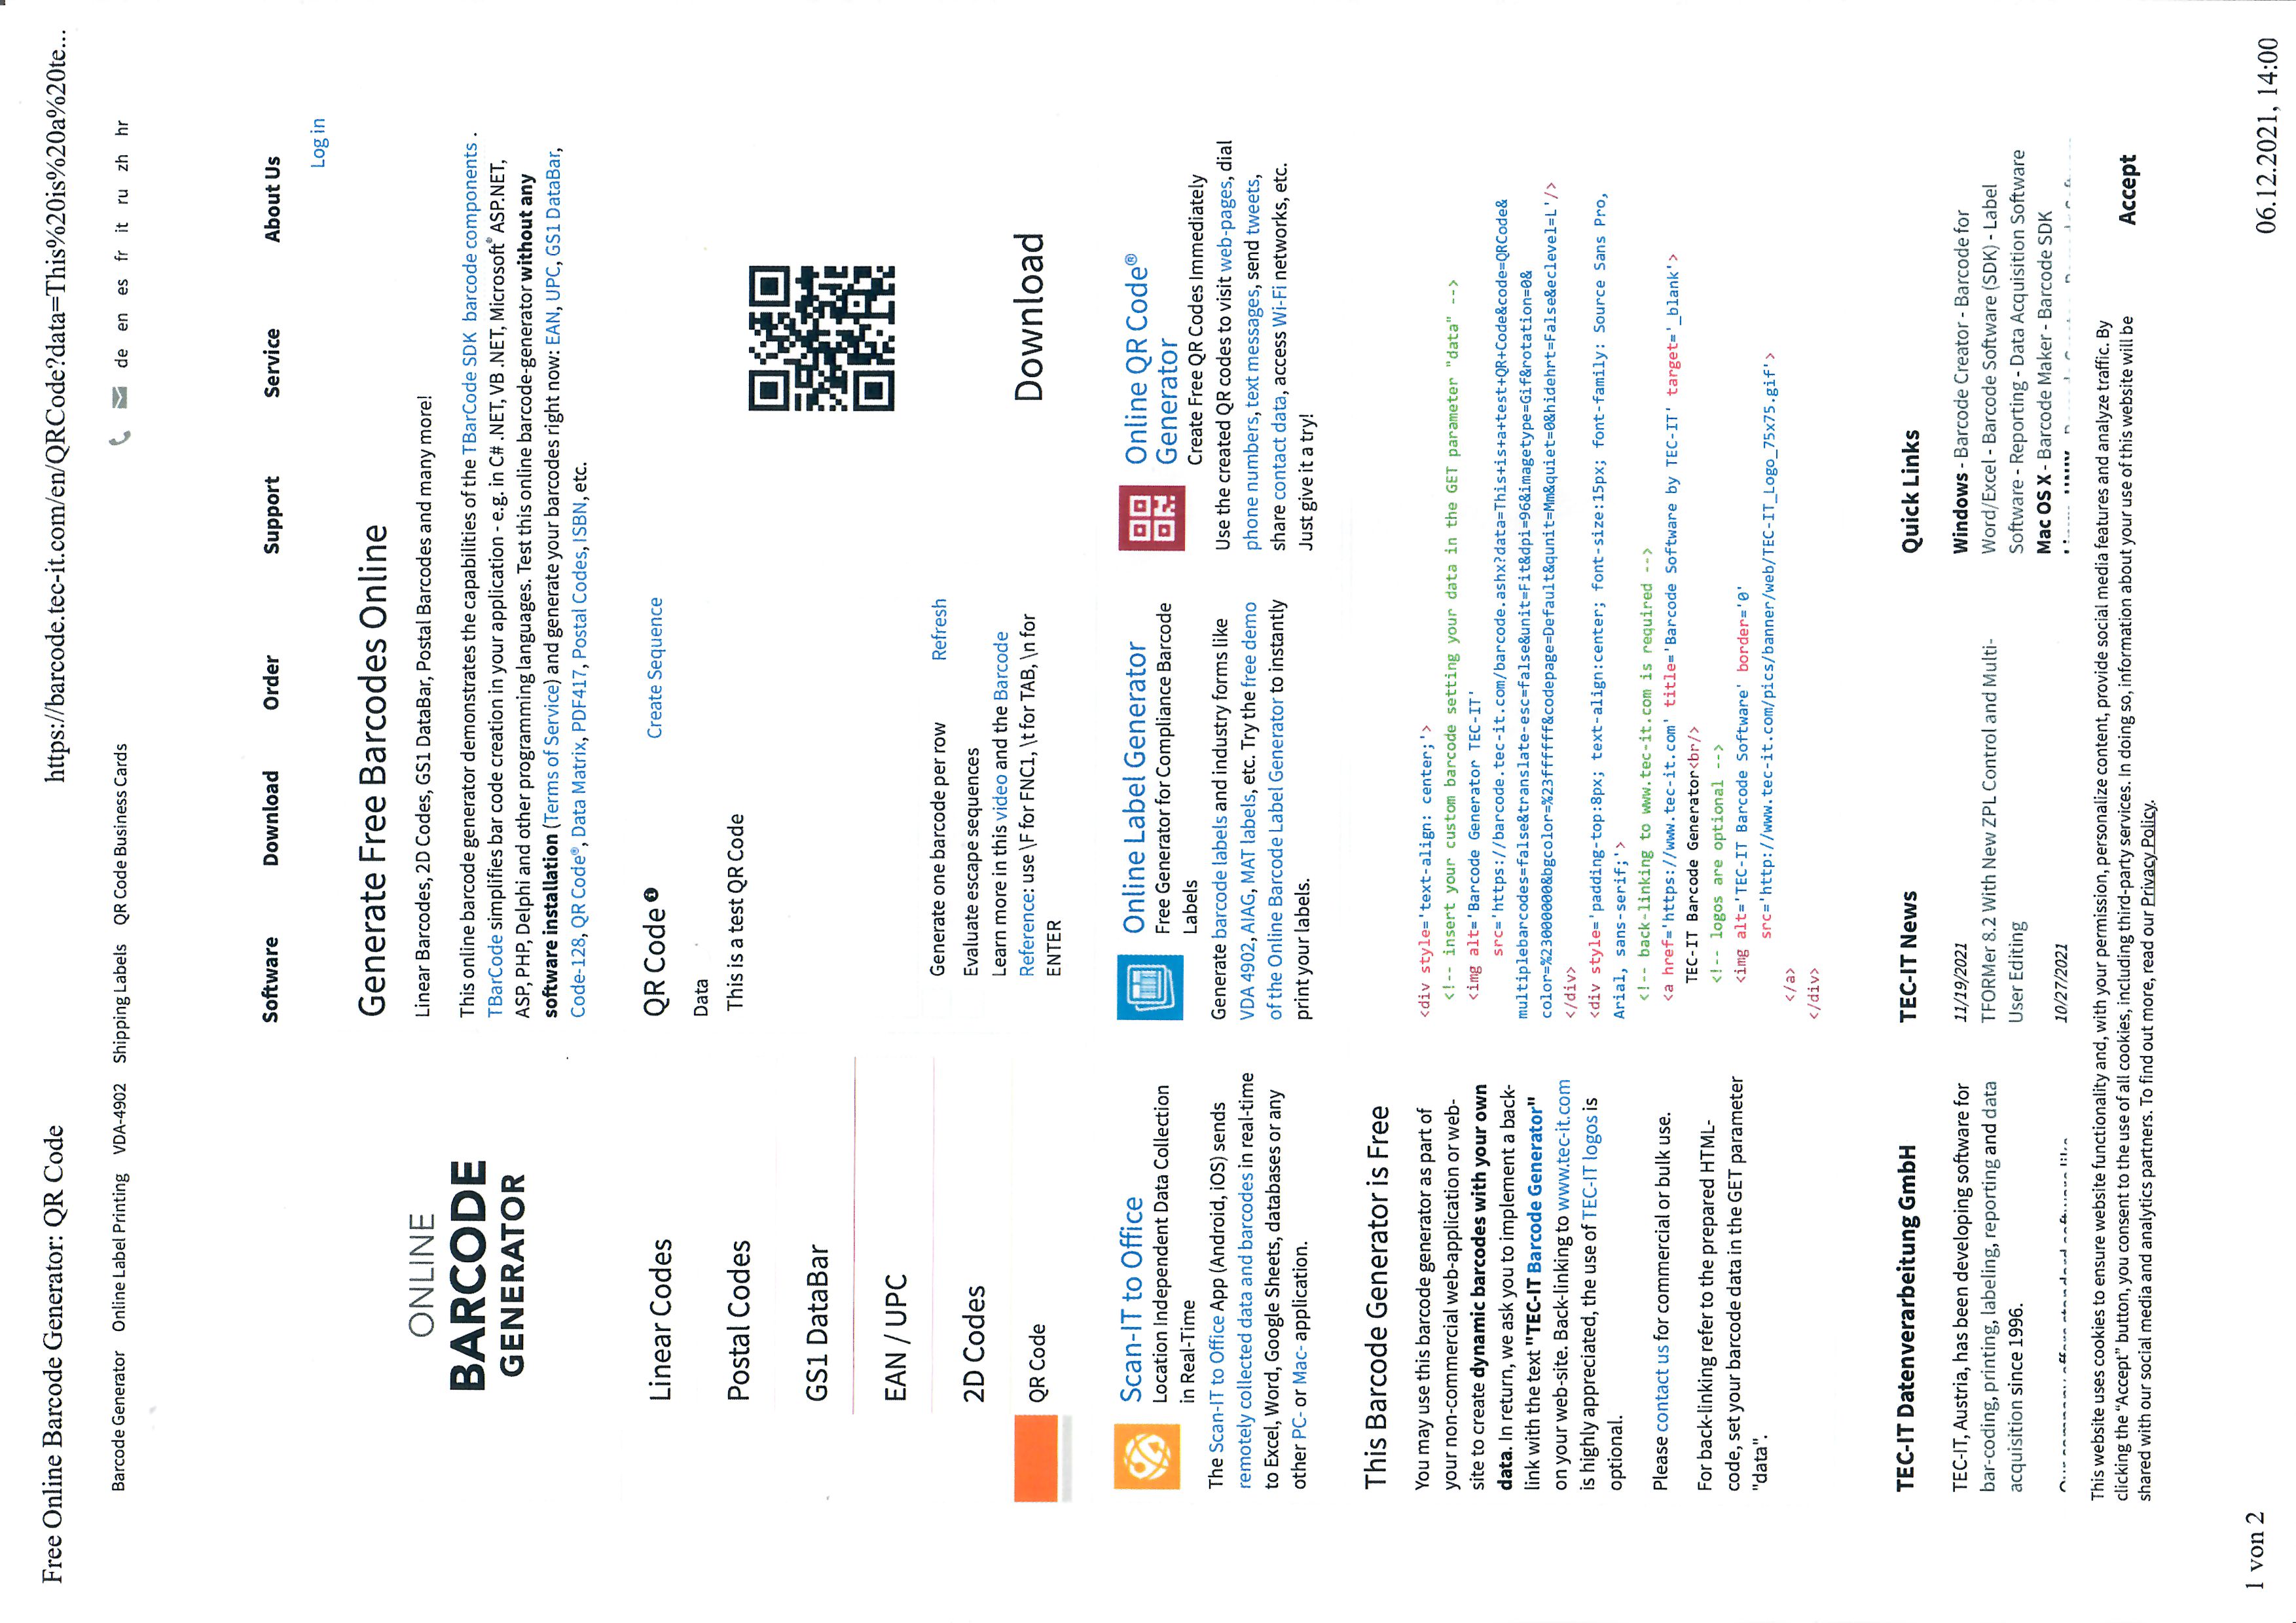 Free Online Barcode Generator: QR Code
https://barcode.tec-it.com/en/QRCode?data=This%20is%20a%20te...
Barcode Generator Online Label Printing VDA-4902 Shipping Labels QR Code Business Cards
de en es fr it ru zh hr
Software Download Order Support Service About Us
Log in
ONLINE
BARCODE
GENERATOR
Generate Free Barcodes Online
Linear Barcodes, 2D Codes, GS1 DataBar, Postal Barcodes and many more!
This online barcode generator demonstrates the capabilities of the TBarCode SDK barcode components .
TBarCode simplifies bar code creation in your application - e.g. in C# .NET, VB .NET, Microsoft® ASP.NET,
ASP, PHP, Delphi and other programming languages. Test this online barcode-generator without any
software installation (Terms of Service) and generate your barcodes right now: EAN, UPC, GS1 DataBar,
Code-128, QR Code®, Data Matrix, PDF417, Postal Codes, ISBN, etc.
Linear Codes
Postal Codes
GS1 DataBar
EAN / UPC
2D Codes
QR Code
QR Code
Create Sequence
Data
This is a test QR Code
Generate one barcode per row
Refresh
Evaluate escape sequences
Learn more in this video and the Barcode
Reference: use \F for FNC1, \t for TAB, \n for
ENTER
Download
Scan-IT to Office
Location Independent Data Collection
in Real-Time
The Scan-IT to Office App (Android, iOS) sends
remotely collected data and barcodes in real-time
to Excel, Word, Google Sheets, databases or any
other PC- or Mac- application.
Online Label Generator
Free Generator for Compliance Barcode
Labels
Generate barcode labels and industry forms like
VDA 4902, AIAG, MAT labels, etc. Try the free demo
of the Online Barcode Label Generator to instantly
print your labels.
Online QR Code®
Generator
Create Free QR Codes Immediately
Use the created QR codes to visit web-pages, dial
phone numbers, text messages, send tweets,
share contact data, access Wi-Fi networks, etc.
Just give it a try!
This Barcode Generator is Free
You may use this barcode generator as part of
your non-commercial web-application or web-
site to create dynamic barcodes with your own
data. In return, we ask you to implement a back-
link with the text "TEC-IT Barcode Generator"
on your web-site. Back-linking to www.tec-it.com
is highly appreciated, the use of TEC-IT logos is
optional.
Please contact us for commercial or bulk use.
For back-linking refer to the prepared HTML-
code, set your barcode data in the GET parameter
"data".
<div style='text-align: center;'>
<!-- insert your custom barcode setting your data in the GET parameter "data" -->
<img alt='Barcode Generator TEC-IT'
src='https://barcode.tec-it.com/barcode.ashx?data=This+is+a+test+QR+Code&code=QRCode&
multiplebarcodes=false&translate-esc=false&unit=Fit&dpi=96&imagetype=Gif&rotation=0&
color=%23000000&bgcolor=%23ffffff&codepage=Default&qunit=Mm&quiet=0&hidehrt=False&eclevel=L'/>
</div>
<div style='padding-top:8px; text-align:center; font-size:15px; font-family: Source Sans Pro,
Arial, sans-serif;'>
<!-- back-linking to www.tec-it.com is required -->
<a href='https://www.tec-it.com' title='Barcode Software by TEC-IT' target='_blank'>
TEC-IT Barcode Generator<br/>
<!-- logos are optional -->
<img alt='TEC-IT Barcode Software' border='0'
src='http://www.tec-it.com/pics/banner/web/TEC-IT_Logo_75x75.gif'>
</a>
</div>
TEC-IT Datenverarbeitung GmbH
TEC-IT, Austria, has been developing software for
bar-coding, printing, labeling, reporting and data
acquisition since 1996.
TEC-IT News
11/19/2021
TFORMer 8.2 With New ZPL Control and Multi-
User Editing
10/27/2021
Quick Links
Windows - Barcode Creator - Barcode for
Word/Excel - Barcode Software (SDK) - Label
Software - Reporting - Data Acquisition Software
Mac OS X - Barcode Maker - Barcode SDK
This website uses cookies to ensure website functionality and, with your permission, personalize content, provide social media features and analyze traffic. By
clicking the "Accept" button, you consent to the use of all cookies, including third-party services. In doing so, information about your use of this website will be
shared with our social media and analytics partners. To find out more, read our Privacy Policy.
Accept
1 von 2
06.12.2021, 14:00